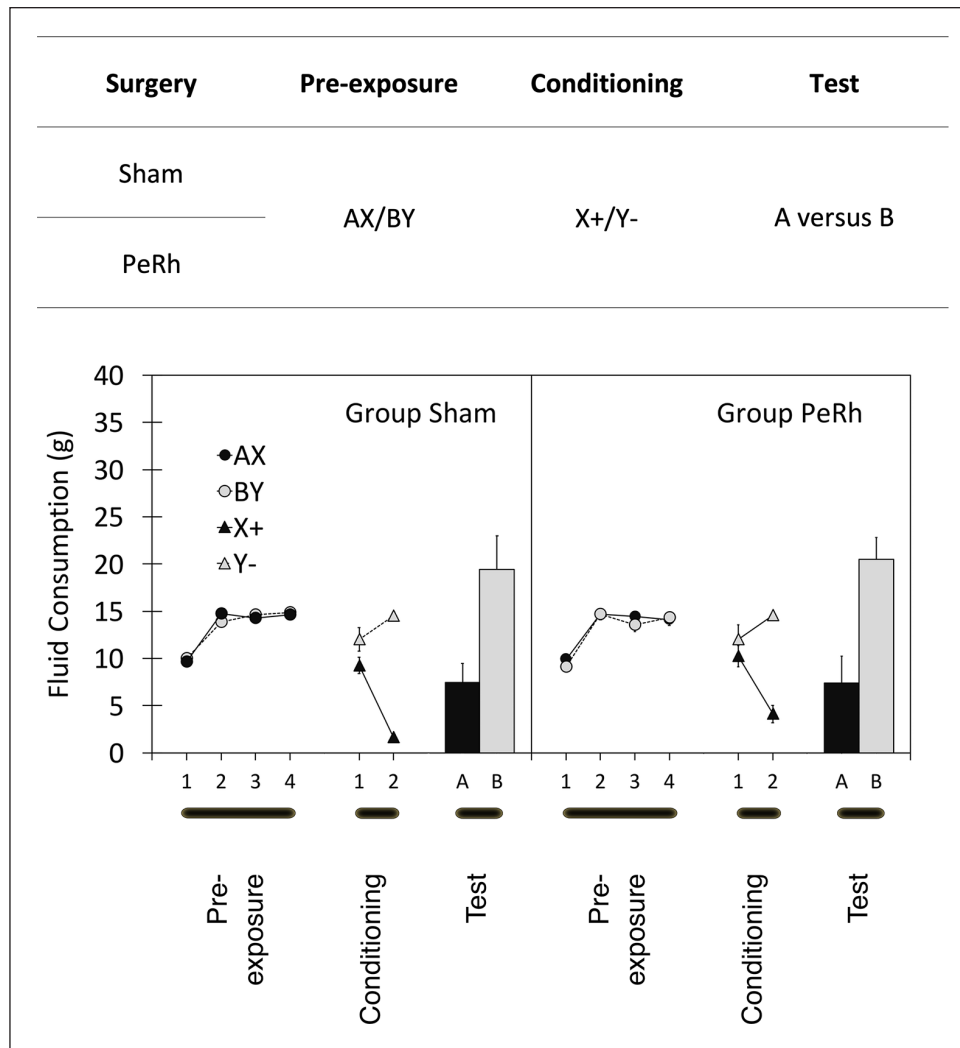 Surgery Pre-exposure Conditioning Test
Sham
AX/BY X+/Y- A versus B
PeRh
40
35
30
25
20
15
10
5
0
Fluid Consumption (g)
Group Sham Group PeRh
AX
BY
X+
Y-
1 2 3 4 1 2 A B 1 2 3 4 1 2 A B
Pre-
exposure
Conditioning
Test
Pre-
exposure
Conditioning
Test